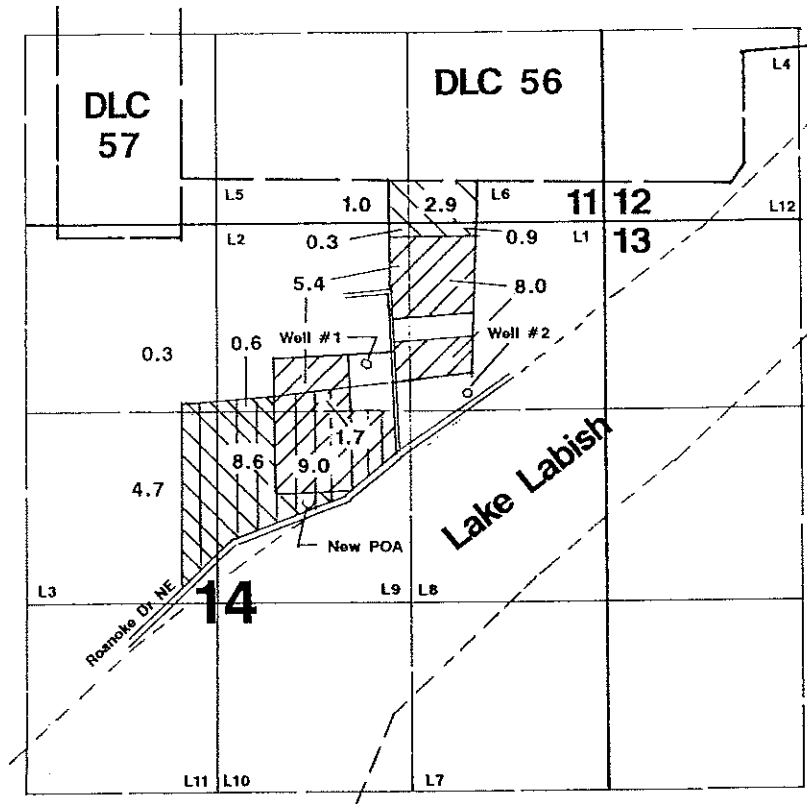 DLC 57
DLC 56
L4
L5
1.0
2.9
L6
11
12
L12
L2
0.3
0.9
L1
13
5.4
8.0
Well #1
Well #2
0.3
0.6
1.7
8.6
9.0
4.7
Lake Labish
New POA
L3
14
L9
L8
Roanoke Dr NE
L11
L10
L7